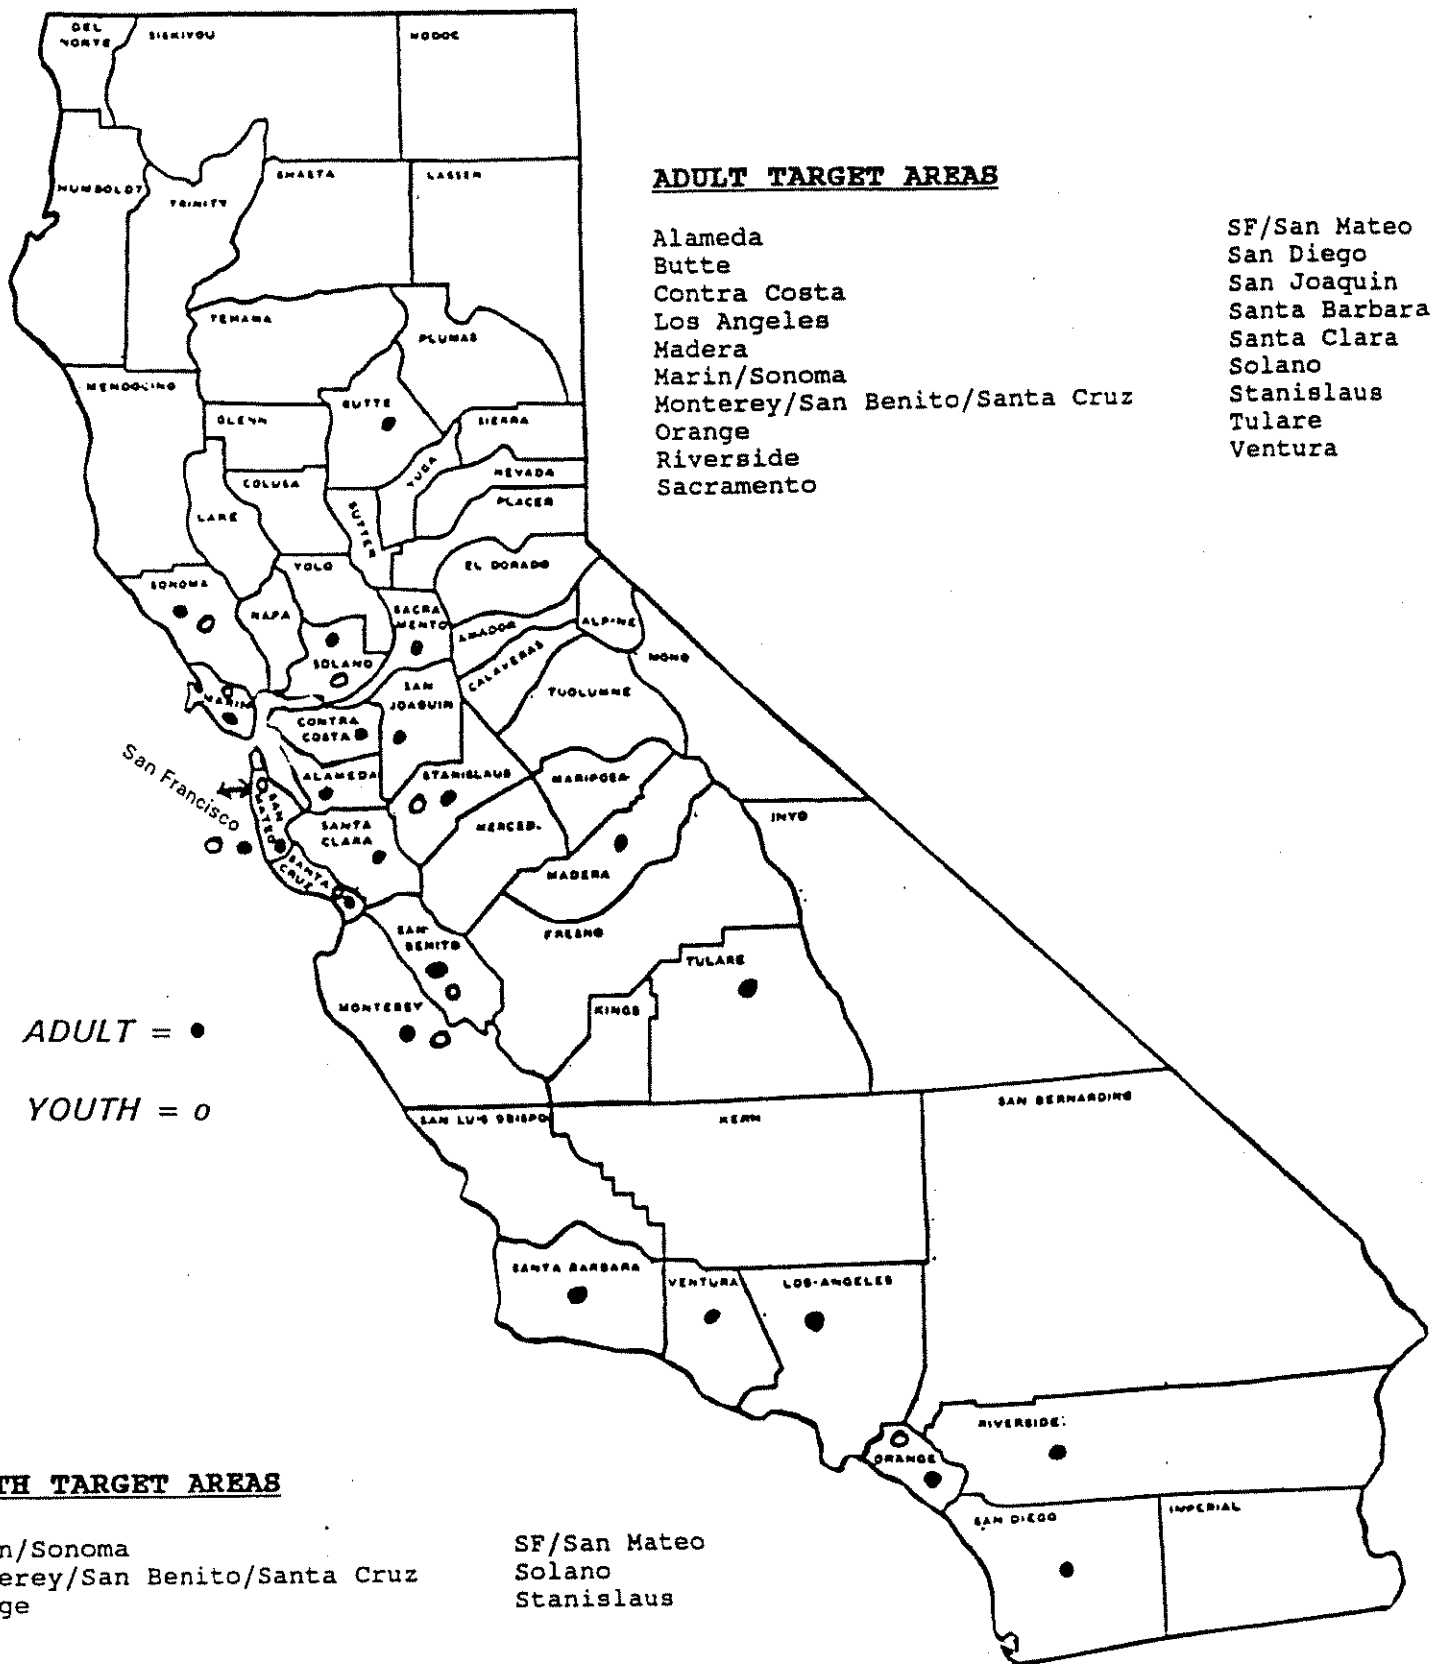 DEL
NORTE
SISKIYOU
MODOC
HUMBOLDT
TRINITY
SHASTA
LASSEN
ADULT TARGET AREAS
Alameda
Butte
Contra Costa
Los Angeles
Madera
Marin/Sonoma
Monterey/San Benito/Santa Cruz
Orange
Riverside
Sacramento
SF/San Mateo
San Diego
San Joaquin
Santa Barbara
Santa Clara
Solano
Stanislaus
Tulare
Ventura
TEHAMA
PLUMAS
MENDOCINO
GLENN
BUTTE
SIERRA
YUBA
NEVADA
COLUSA
PLACER
LAKE
SUTTER
SONOMA
YOLO
EL DORADO
NAPA
SACRA
MENTO
AMADOR
ALPINE
SOLANO
CALAVERAS
MONO
MARIN
SAN
JOAQUIN
TUOLUMNE
CONTRA
COSTA
San Francisco
ALAMEDA
STANISLAUS
MARIPOSA
SAN
MATEO
SANTA
CLARA
MERCED
INYO
SANTA
CRUZ
MADERA
SAN
BENITO
FRESNO
TULARE
MONTEREY
KINGS
ADULT = ●
YOUTH = o
SAN LUIS OBISPO
KERN
SAN BERNARDINO
SANTA BARBARA
VENTURA
LOS-ANGELES
RIVERSIDE
ORANGE
SAN DIEGO
IMPERIAL
TH TARGET AREAS
n/Sonoma
erey/San Benito/Santa Cruz
ge
SF/San Mateo
Solano
Stanislaus